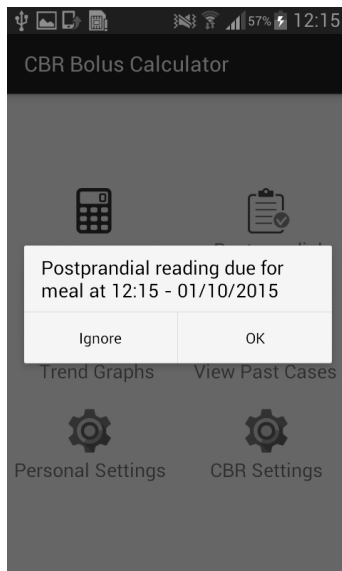 57% 12:15
CBR Bolus Calculator
Postprandial reading due for
meal at 12:15 - 01/10/2015
Ignore OK
Trend Graphs View Past Cases
Personal Settings CBR Settings